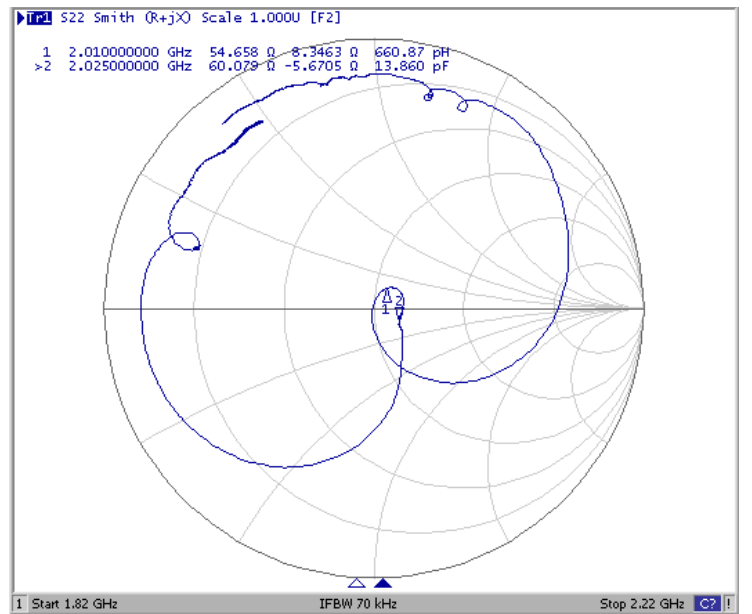 Tr1 S22 Smith (R+jX) Scale 1.000U [F2]
1 2.010000000 GHz 54.658 Ω 8.3463 Ω 660.87 pH
>2 2.025000000 GHz 60.079 Ω -5.6705 Ω 13.860 pF
2
1
1 Start 1.82 GHz IFBW 70 kHz Stop 2.22 GHz C? !